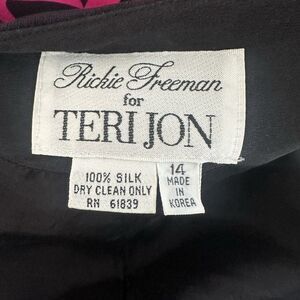 Rickie Freeman
for
TERI JON
100% SILK
DRY CLEAN ONLY
RN 61839
14
MADE
IN
KOREA